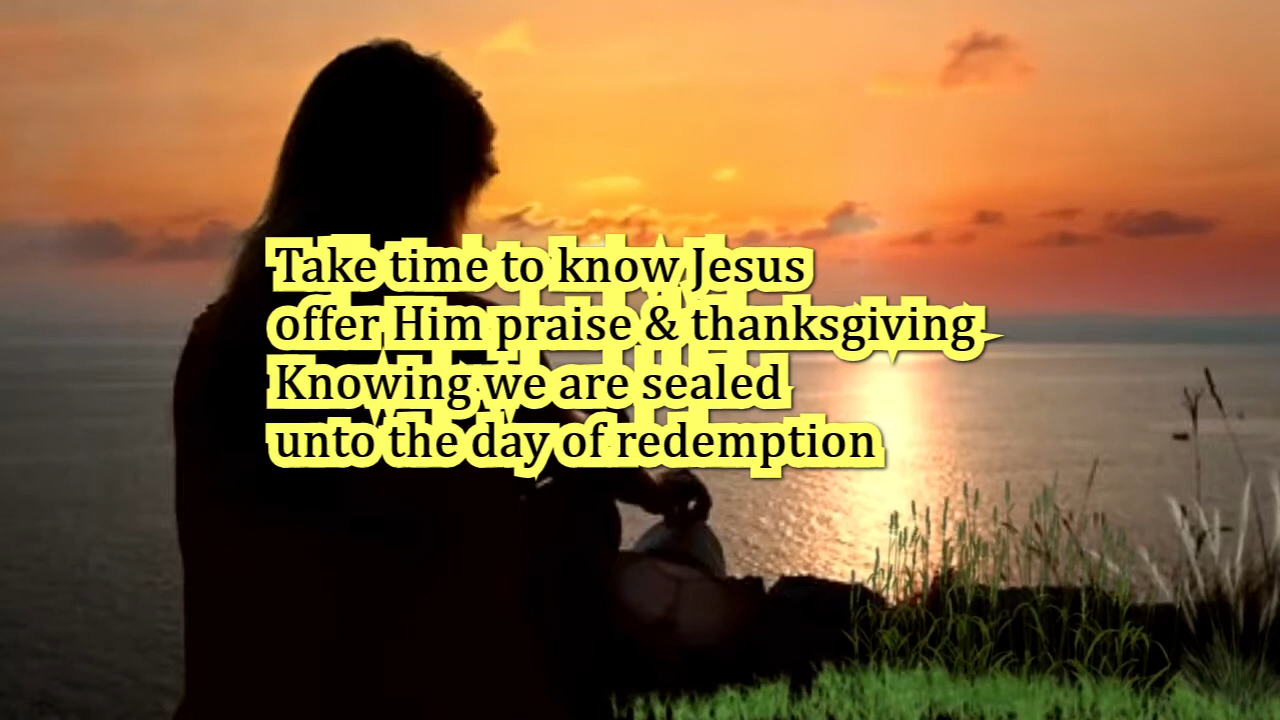 Take time to know Jesus
offer Him praise & thanksgiving
Knowing we are sealed
unto the day of redemption